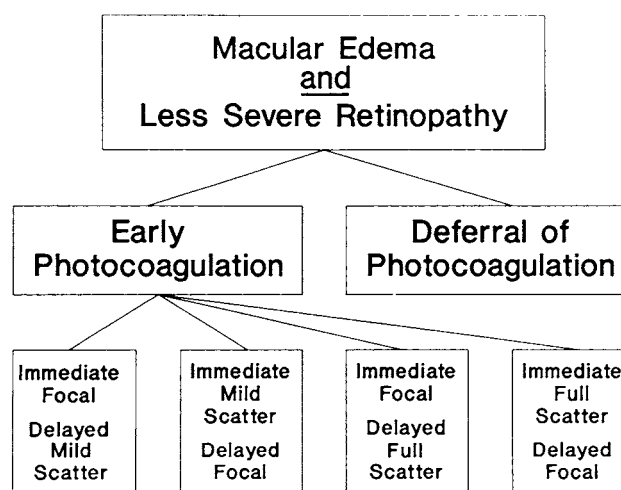 Macular Edema
and
Less Severe Retinopathy
Early
Photocoagulation
Deferral of
Photocoagulation
Immediate
Focal
Delayed
Mild
Scatter
Immediate
Mild
Scatter
Delayed
Focal
Immediate
Focal
Delayed
Full
Scatter
Immediate
Full
Scatter
Delayed
Focal